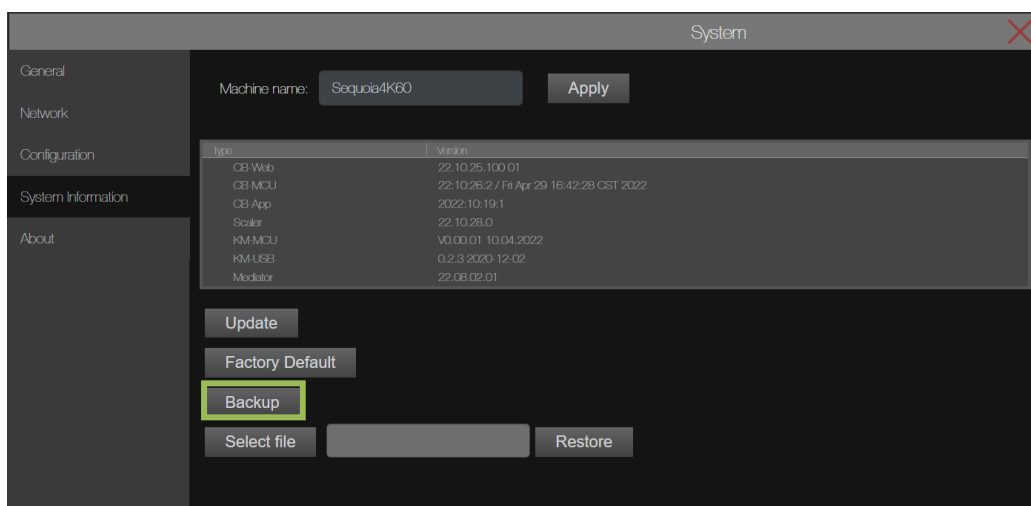 System
General
Network
Configuration
System Information
About
Machine name: Sequoia4K60 Apply
Type Version
CB-Web 22.10.25.100 01
CB-MCU 22:10:26:2 / Fri Apr 29 16:42:28 CST 2022
CB-App 2022:10:19:1
Scaler 22.10.28.0
KM-MCU V0.00.01 10.04.2022
KM-USB 0.2.3 2020-12-02
Mediator 22.08.02.01
Update
Factory Default
Backup
Select file Restore